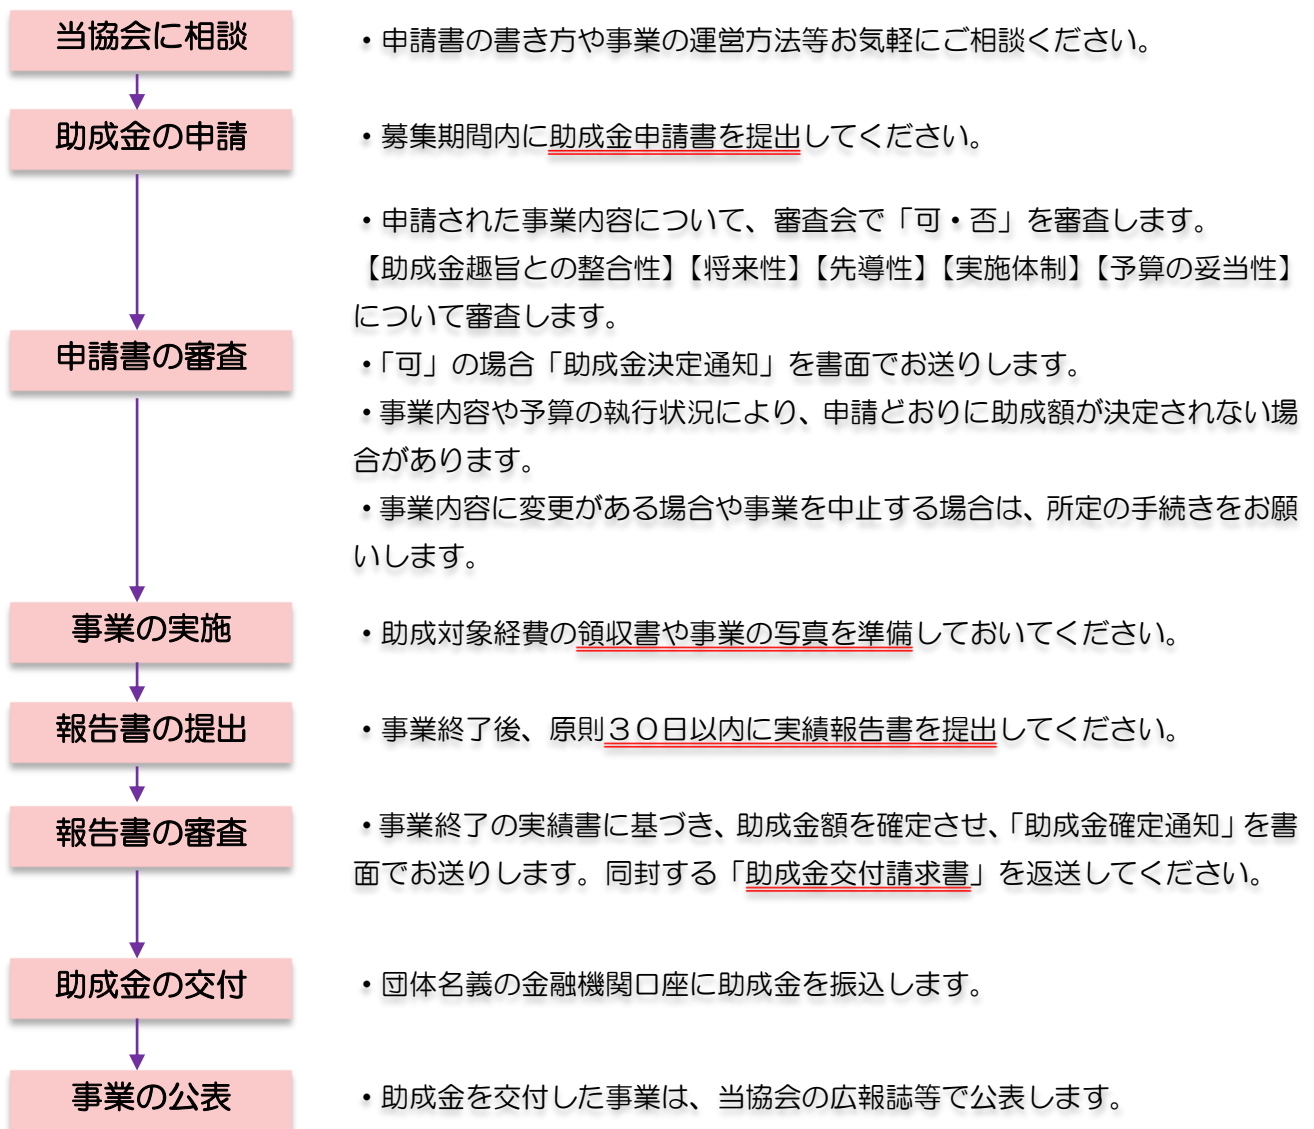 当協会に相談
・申請書の書き方や事業の運営方法等お気軽にご相談ください。
助成金の申請
・募集期間内に助成金申請書を提出してください。
・申請された事業内容について、審査会で「可・否」を審査します。
【助成金趣旨との整合性】【将来性】【先導性】【実施体制】【予算の妥当性】
について審査します。
申請書の審査
・「可」の場合「助成金決定通知」を書面でお送りします。
・事業内容や予算の執行状況により、申請どおりに助成額が決定されない場
合があります。
・事業内容に変更がある場合や事業を中止する場合は、所定の手続きをお願
いします。
事業の実施
・助成対象経費の領収書や事業の写真を準備しておいてください。
報告書の提出
・事業終了後、原則３０日以内に実績報告書を提出してください。
報告書の審査
・事業終了の実績書に基づき、助成金額を確定させ、「助成金確定通知」を書
面でお送りします。同封する「助成金交付請求書」を返送してください。
助成金の交付
・団体名義の金融機関口座に助成金を振込します。
事業の公表
・助成金を交付した事業は、当協会の広報誌等で公表します。